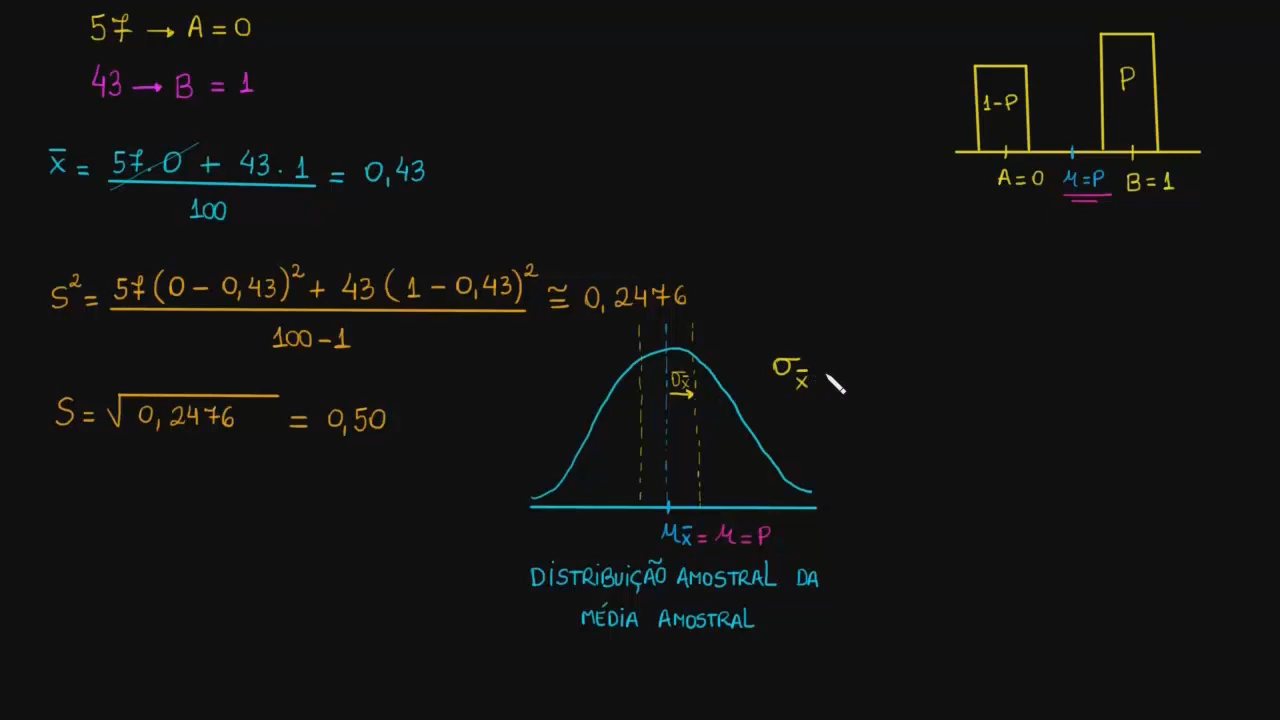 57 → A = 0
43 → B = 1
x̄ = (57.0 + 43.1)/100 = 0,43
S² = (57(0 − 0,43)² + 43(1 − 0,43)²)/(100 − 1) ≅ 0,2476
S = √0,2476 = 0,50
1-P
P
A = 0
μ = P
B = 1
σx̄
σx̄
μx̄ = μ = P
DISTRIBUIÇÃO AMOSTRAL DA
MÉDIA AMOSTRAL